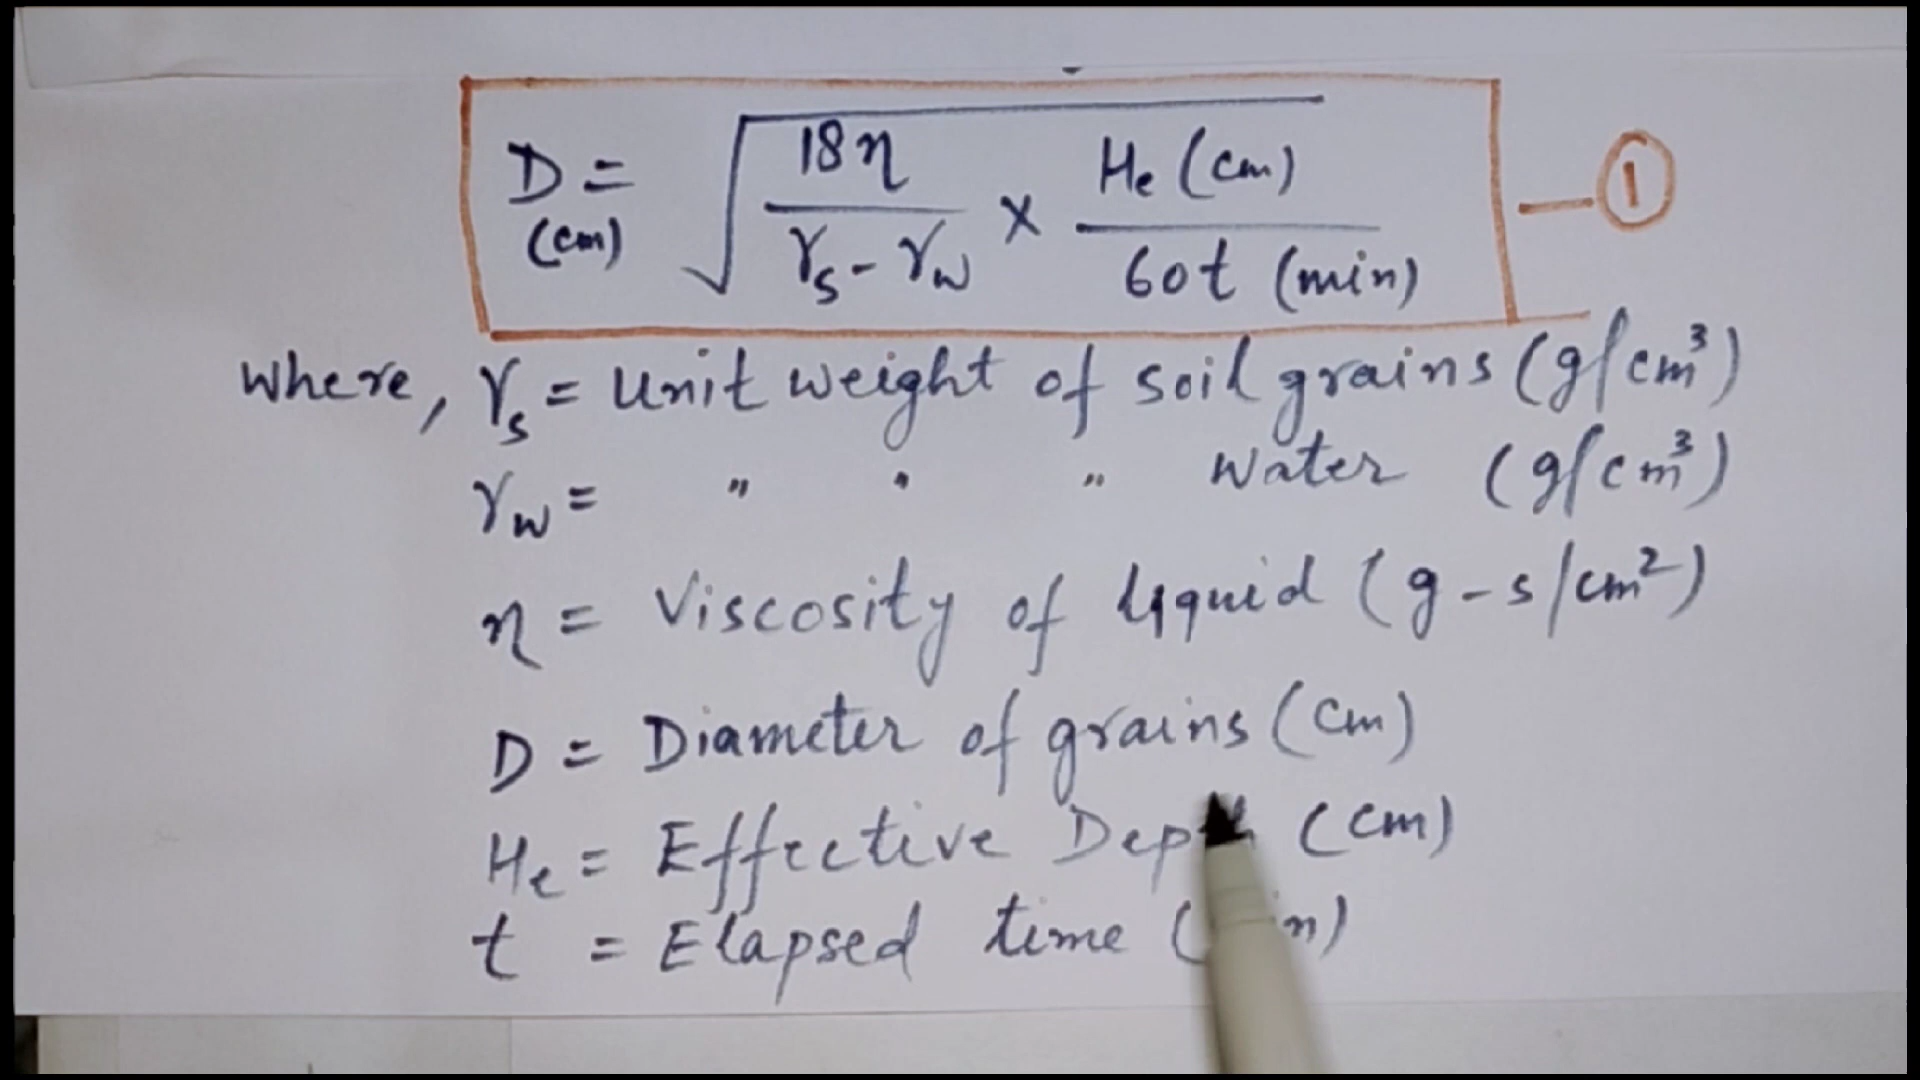 D = √(18η / γs - γw × He (cm) / 60t (min)) — ①
(cm)
where, γs = Unit weight of soil grains (g/cm³)
γw = " " " water (g/cm³)
η = Viscosity of liquid (g-s/cm²)
D = Diameter of grains (cm)
He = Effective (cm)
t = Elapsed time